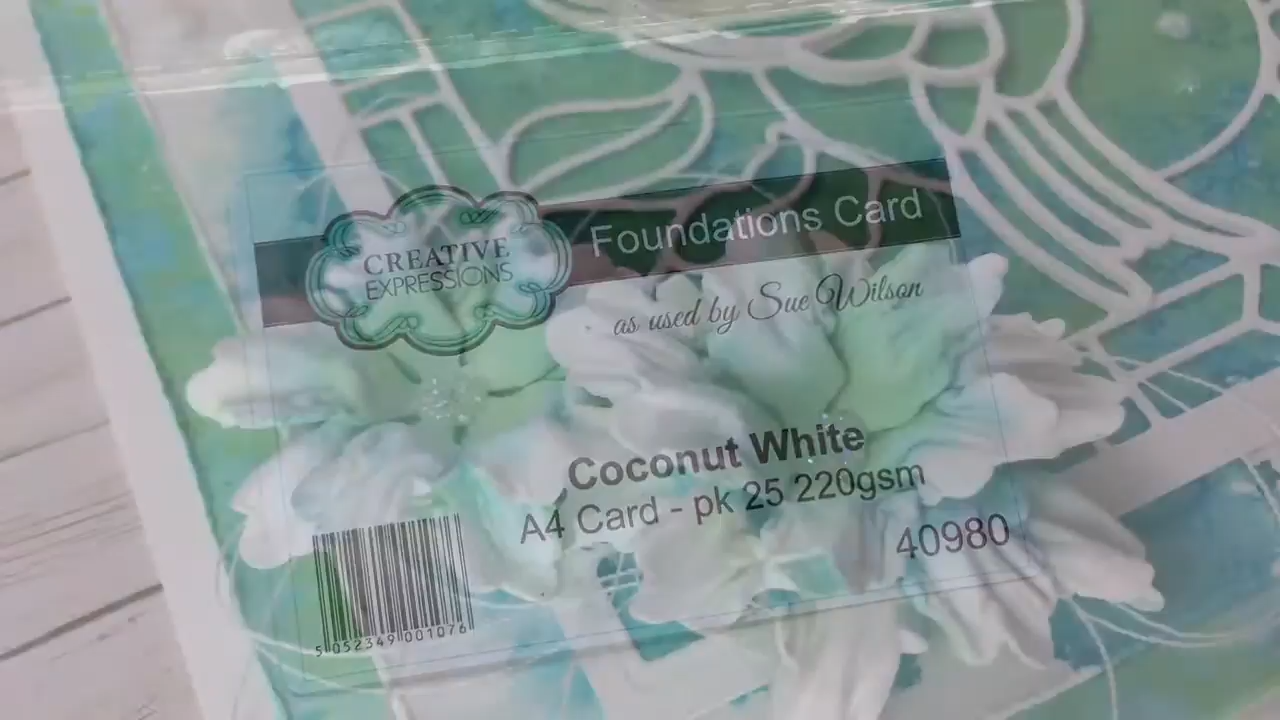 CREATIVE
EXPRESSIONS
Foundations Card
as used by Sue Wilson
Coconut White
A4 Card - pk 25 220gsm
40980
5 052349 001076